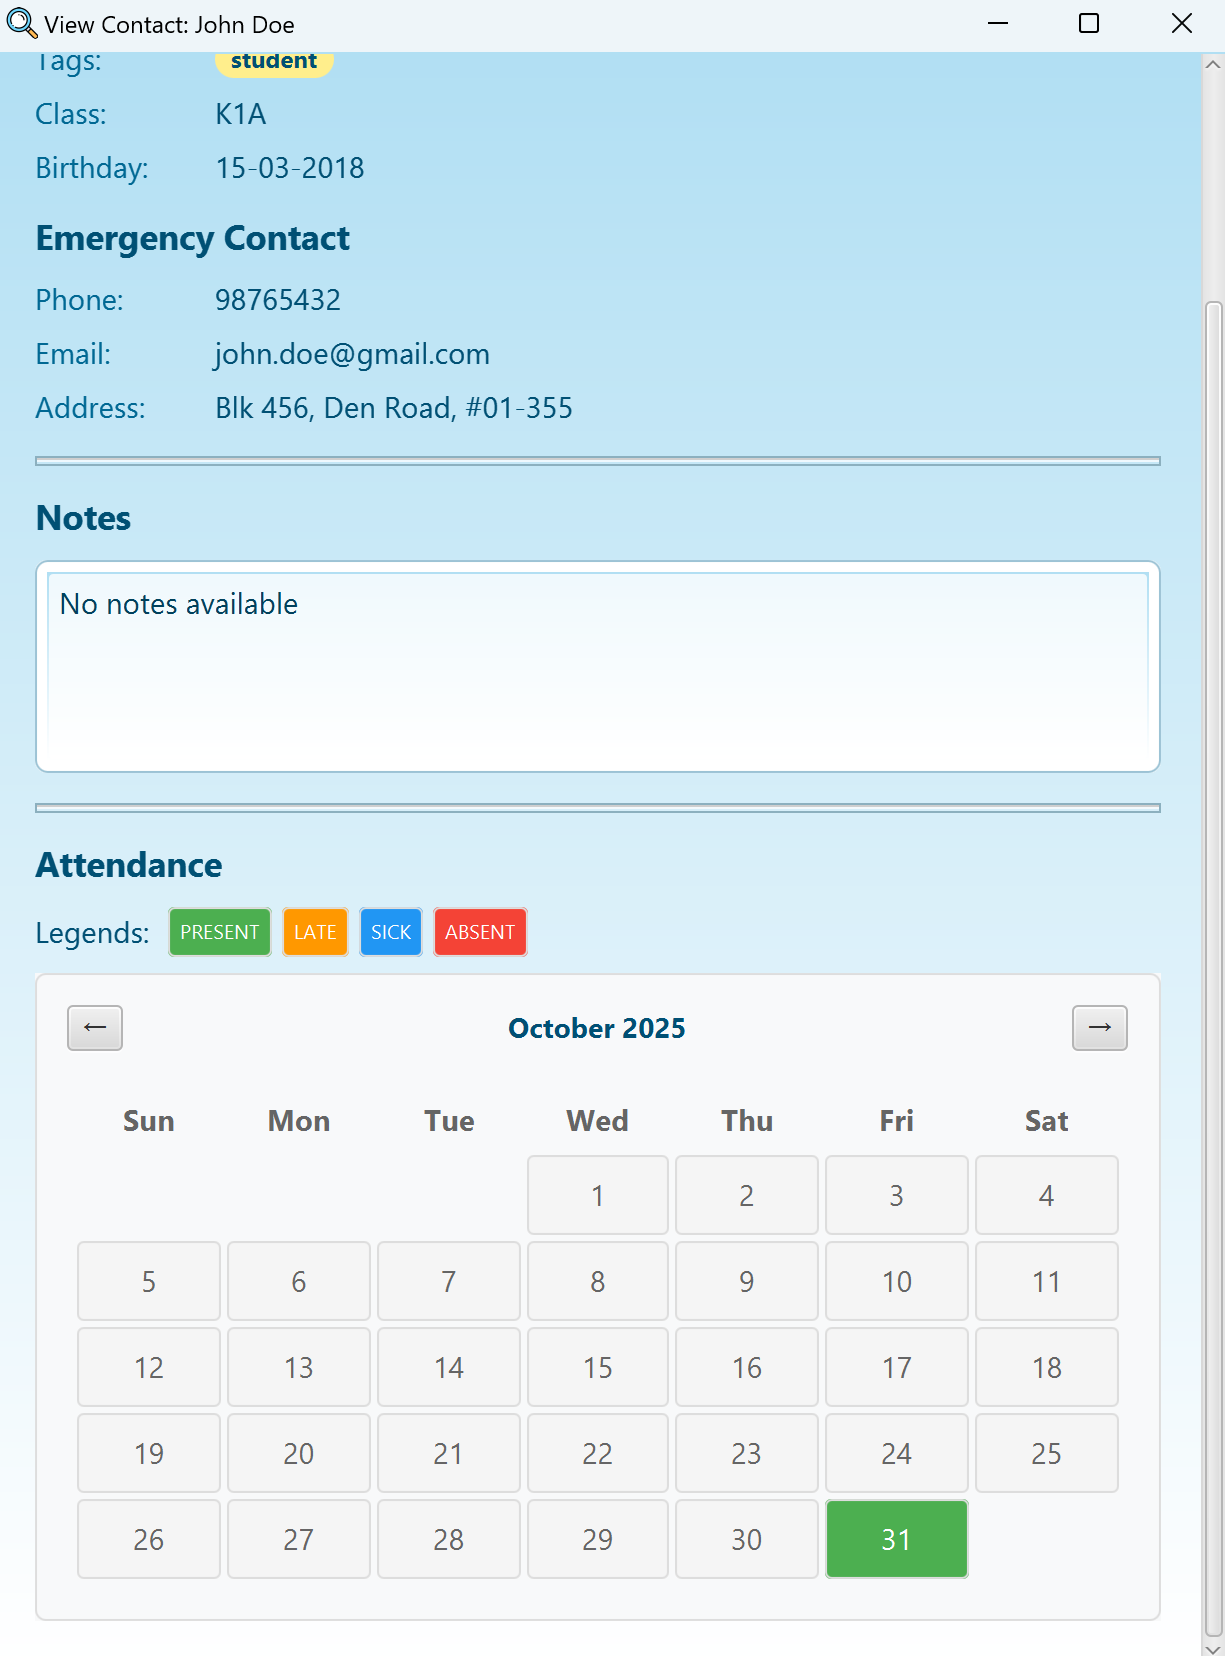 View Contact: John Doe
Tags: student
Class: K1A
Birthday: 15-03-2018
Emergency Contact
Phone: 98765432
Email: john.doe@gmail.com
Address: Blk 456, Den Road, #01-355
Notes
No notes available
Attendance
Legends: PRESENT LATE SICK ABSENT
← October 2025 →
Sun Mon Tue Wed Thu Fri Sat
1 2 3 4
5 6 7 8 9 10 11
12 13 14 15 16 17 18
19 20 21 22 23 24 25
26 27 28 29 30 31